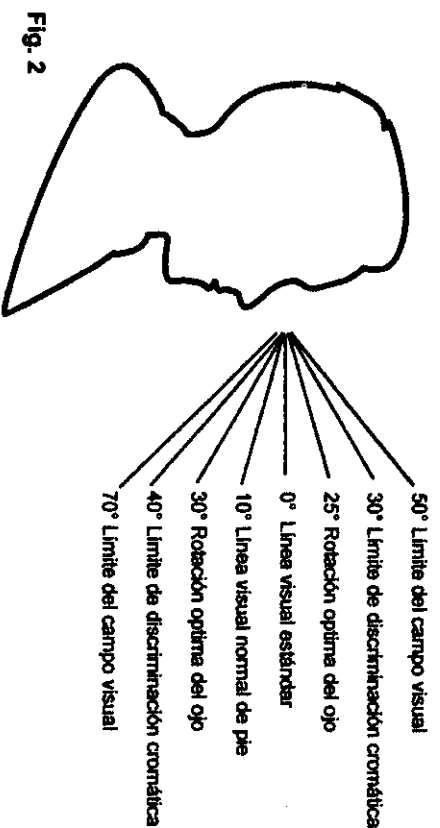 50° Límite del campo visual
30° Límite de discriminación cromática
25° Rotación optima del ojo
0° Línea visual estándar
10° Línea visual normal de pie
30° Rotación optima del ojo
40° Límite de discriminación cromática
70° Límite del campo visual
Fig. 2